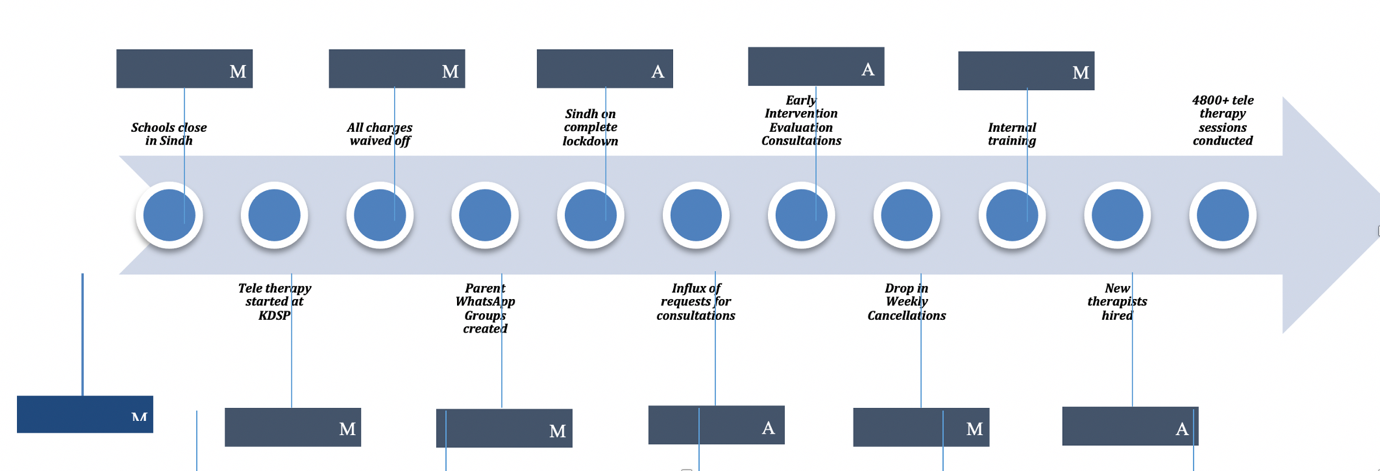 M
M
A
A
M
Schools close
in Sindh
All charges
waived off
Sindh on
complete
lockdown
Early
Intervention
Evaluation
Consultations
Internal
training
4800+ tele
therapy
sessions
conducted
Tele therapy
started at
KDSP
Parent
WhatsApp
Groups
created
Influx of
requests for
consultations
Drop in
Weekly
Cancellations
New
therapists
hired
M
M
M
A
M
A